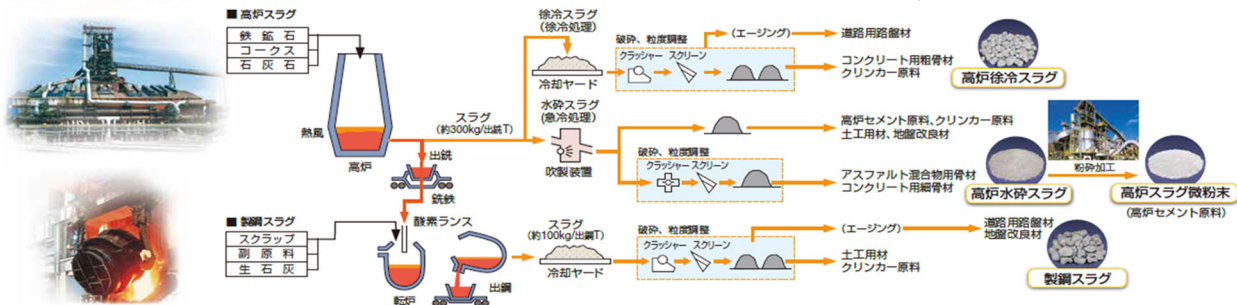 ■ 高炉スラグ
鉄鉱石
コークス
石灰石
熱風
高炉
出銑
銑鉄
スラグ
(約300kg/出銑T)
徐冷スラグ
(徐冷処理)
冷却ヤード
破砕、粒度調整
クラッシャー スクリーン
(エージング)
道路用路盤材
コンクリート用粗骨材
クリンカー原料
高炉徐冷スラグ
水砕スラグ
(急冷処理)
吹製装置
高炉セメント原料、クリンカー原料
土工用材、地盤改良材
破砕、粒度調整
クラッシャー スクリーン
アスファルト混合物用骨材
コンクリート用細骨材
高炉水砕スラグ
粉砕加工
高炉スラグ微粉末
(高炉セメント原料)
■ 製鋼スラグ
スクラップ
副原料
生石灰
酸素ランス
転炉
出鋼
スラグ
(約100kg/出鋼T)
冷却ヤード
破砕、粒度調整
クラッシャー スクリーン
(エージング)
道路用路盤材
地盤改良材
土工用材
クリンカー原料
製鋼スラグ